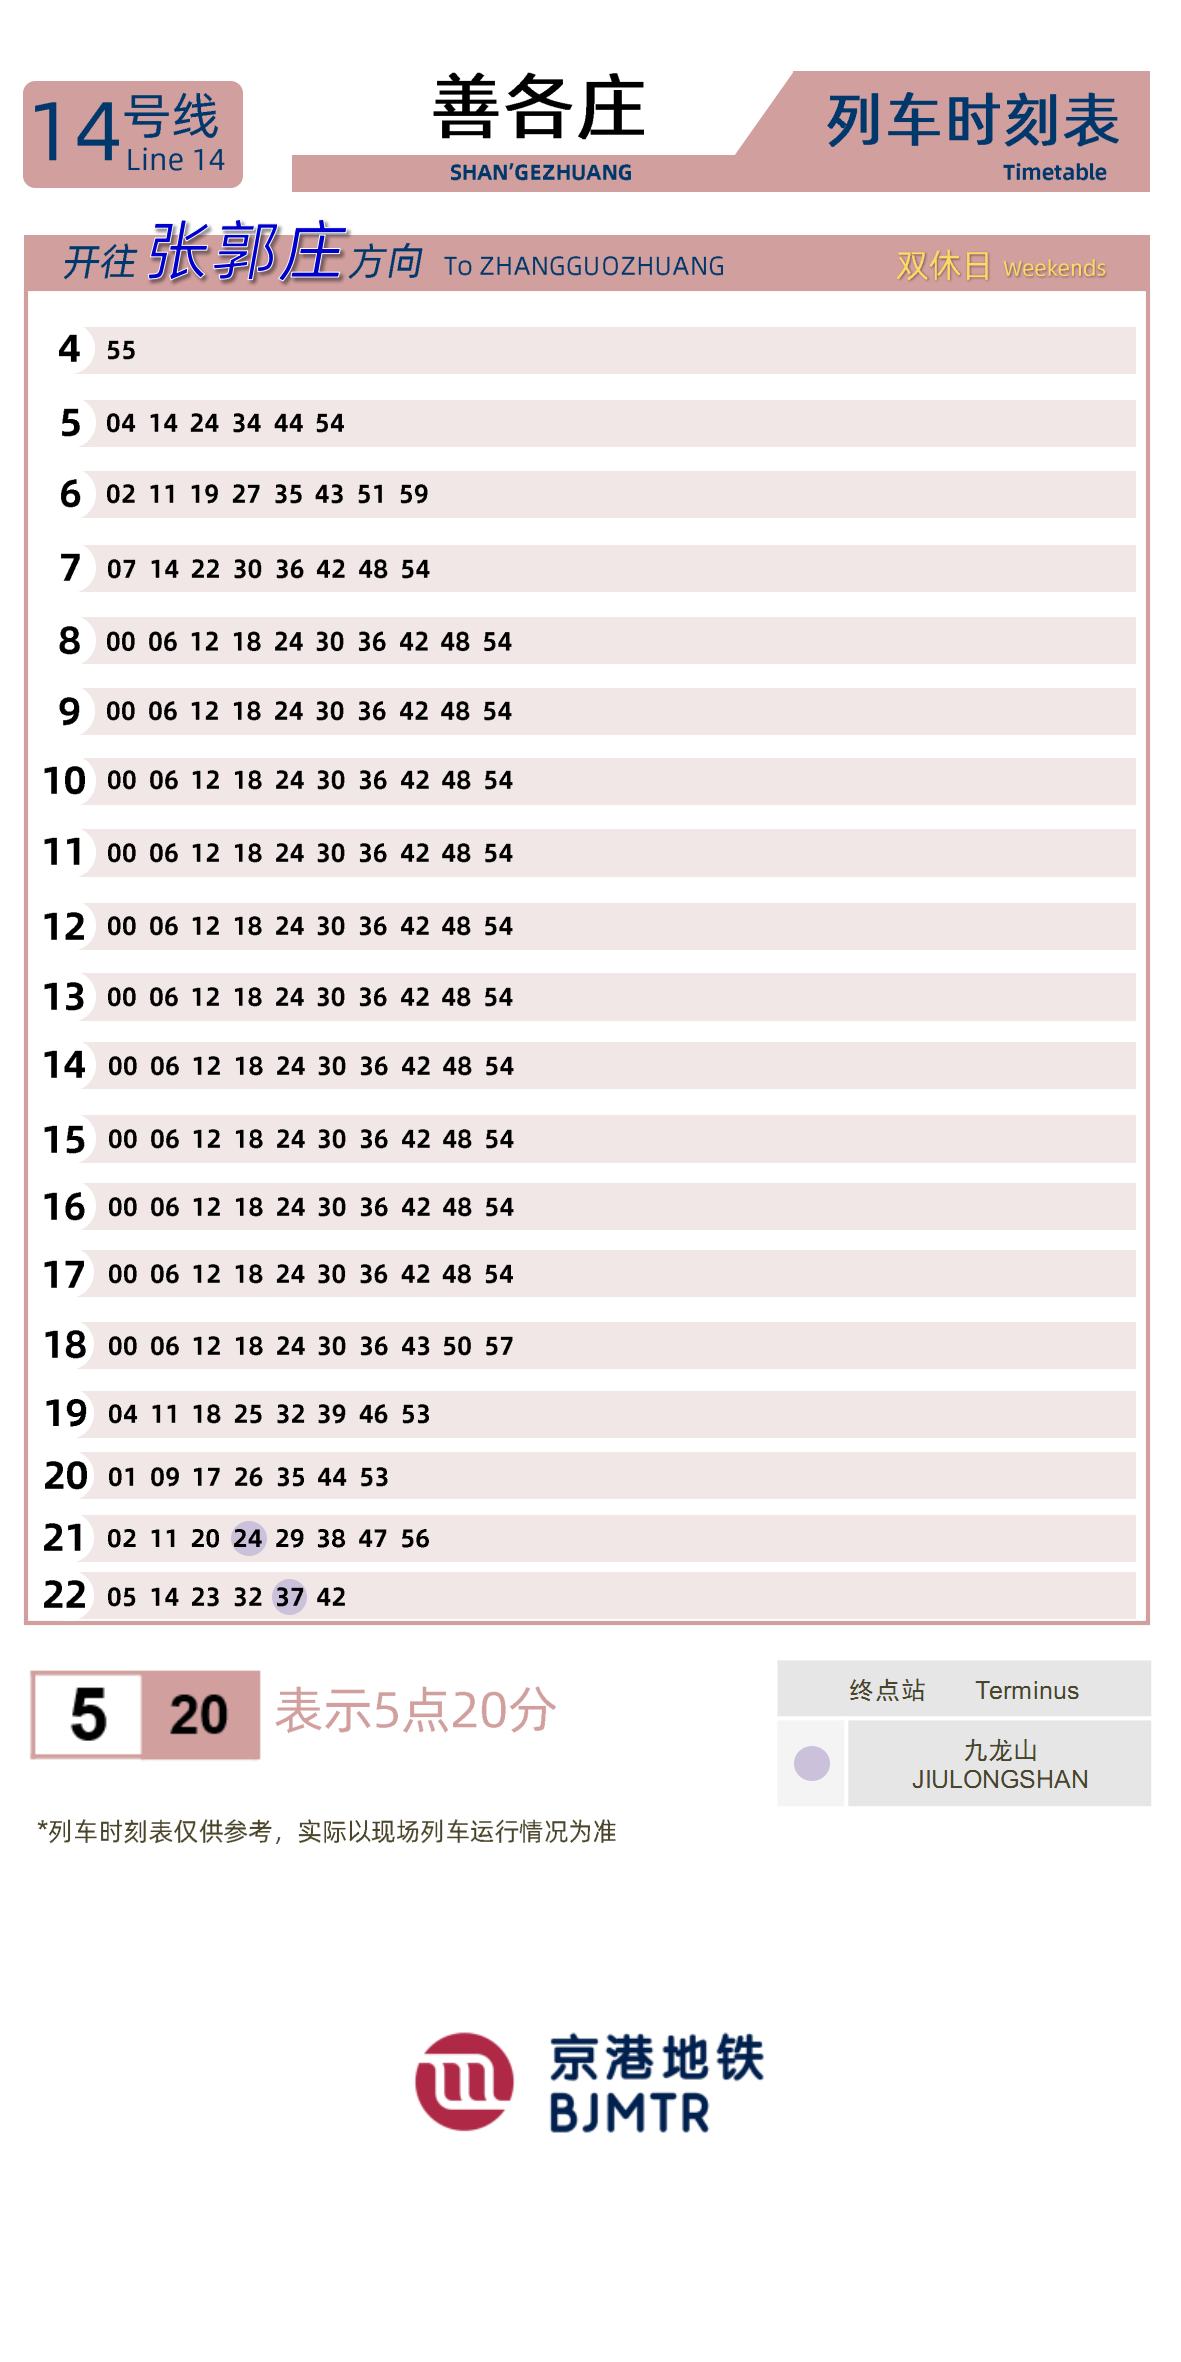 14号线
Line 14
善各庄
SHAN'GEZHUANG
列车时刻表
Timetable
开往 张郭庄 方向 To ZHANGGUOZHUANG 双休日 Weekends
4 55
5 04 14 24 34 44 54
6 02 11 19 27 35 43 51 59
7 07 14 22 30 36 42 48 54
8 00 06 12 18 24 30 36 42 48 54
9 00 06 12 18 24 30 36 42 48 54
10 00 06 12 18 24 30 36 42 48 54
11 00 06 12 18 24 30 36 42 48 54
12 00 06 12 18 24 30 36 42 48 54
13 00 06 12 18 24 30 36 42 48 54
14 00 06 12 18 24 30 36 42 48 54
15 00 06 12 18 24 30 36 42 48 54
16 00 06 12 18 24 30 36 42 48 54
17 00 06 12 18 24 30 36 42 48 54
18 00 06 12 18 24 30 36 43 50 57
19 04 11 18 25 32 39 46 53
20 01 09 17 26 35 44 53
21 02 11 20 24 29 38 47 56
22 05 14 23 32 37 42
5 20 表示5点20分
终点站 Terminus
九龙山
JIULONGSHAN
*列车时刻表仅供参考，实际以现场列车运行情况为准
京港地铁
BJMTR